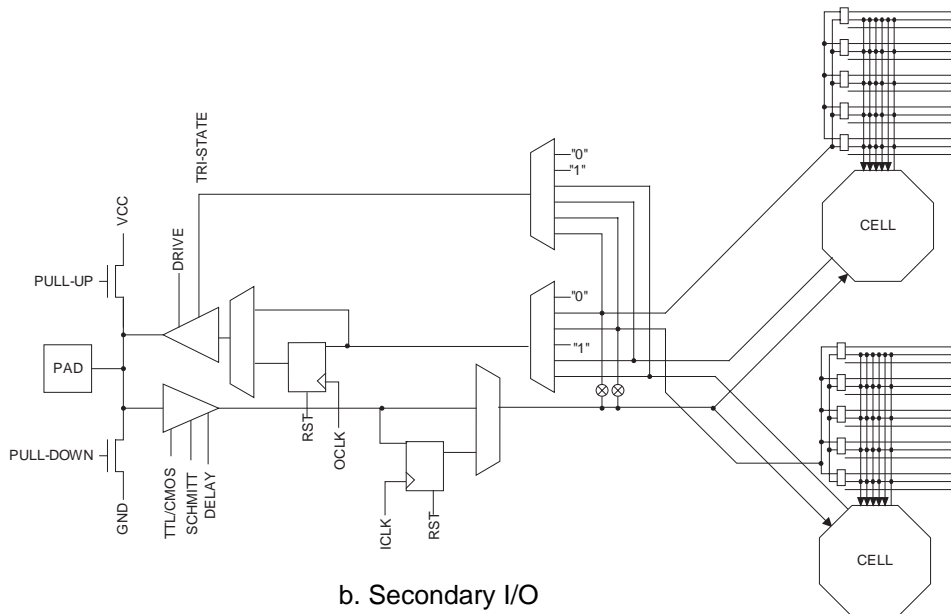 "0"
"1"
TRI-STATE
VCC
DRIVE
CELL
PULL-UP
"0"
"1"
PAD
RST
OCLK
PULL-DOWN
GND
TTL/CMOS
SCHMITT
DELAY
ICLK
RST
CELL
b. Secondary I/O